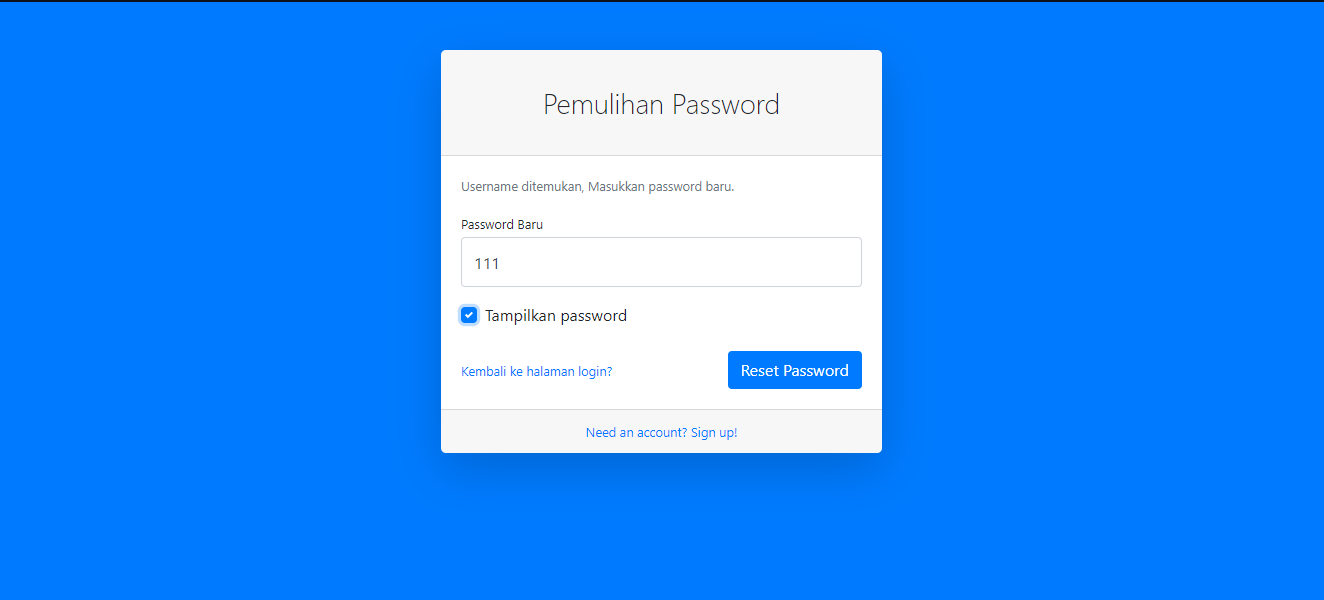 Pemulihan Password
Username ditemukan, Masukkan password baru.
Password Baru
111
Tampilkan password
Kembali ke halaman login?
Reset Password
Need an account? Sign up!